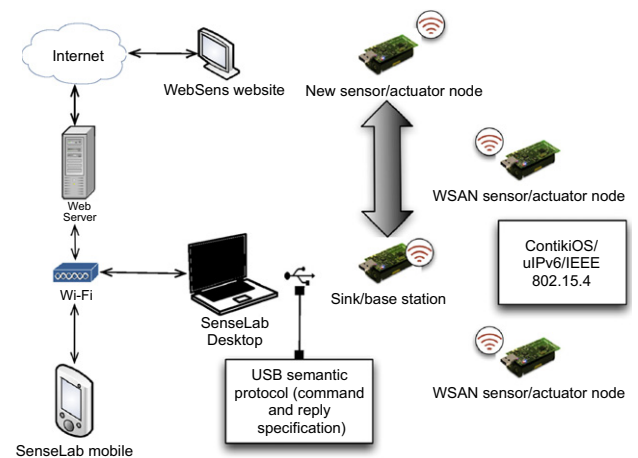 Internet
WebSens website
New sensor/actuator node
Web
Server
WSAN sensor/actuator node
ContikiOS/
uIPv6/IEEE
802.15.4
Wi-Fi
SenseLab
Desktop
Sink/base station
USB semantic
protocol (command
and reply
specification)
WSAN sensor/actuator node
SenseLab mobile